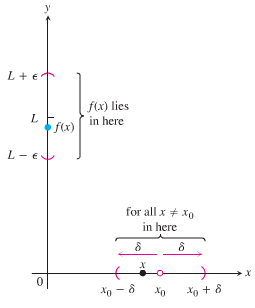 y
L + ϵ
f(x) lies
in here
L
f(x)
L − ϵ
for all x ≠ x₀
in here
δ δ
x
0
x
x₀ − δ x₀ x₀ + δ